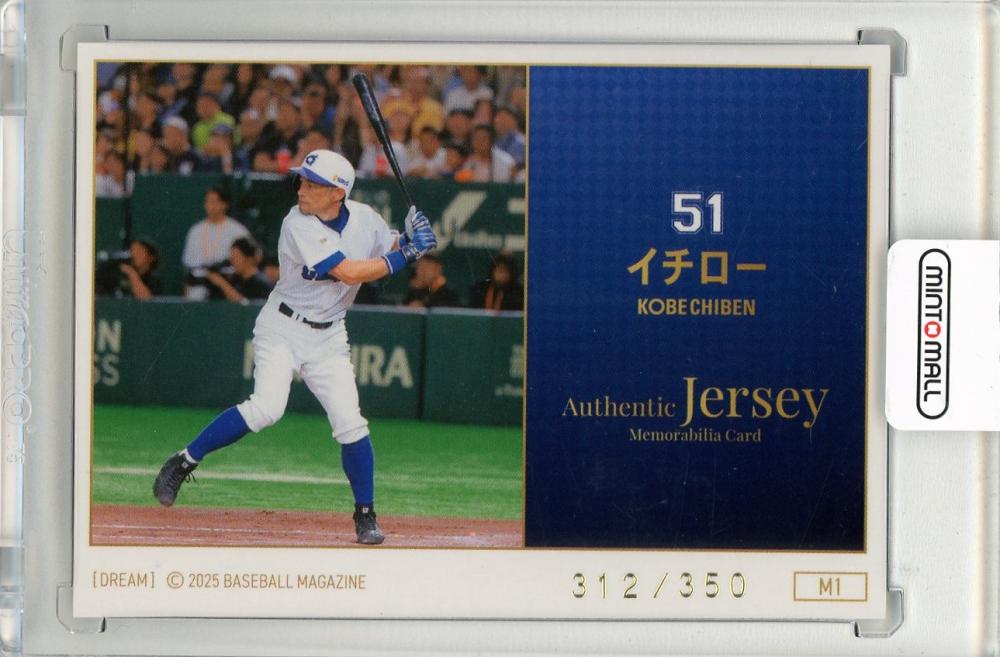 51
イチロー
KOBE CHIBEN
Authentic Jersey
Memorabilia Card
[DREAM] © 2025 BASEBALL MAGAZINE
312/350
M1
MINT MALL